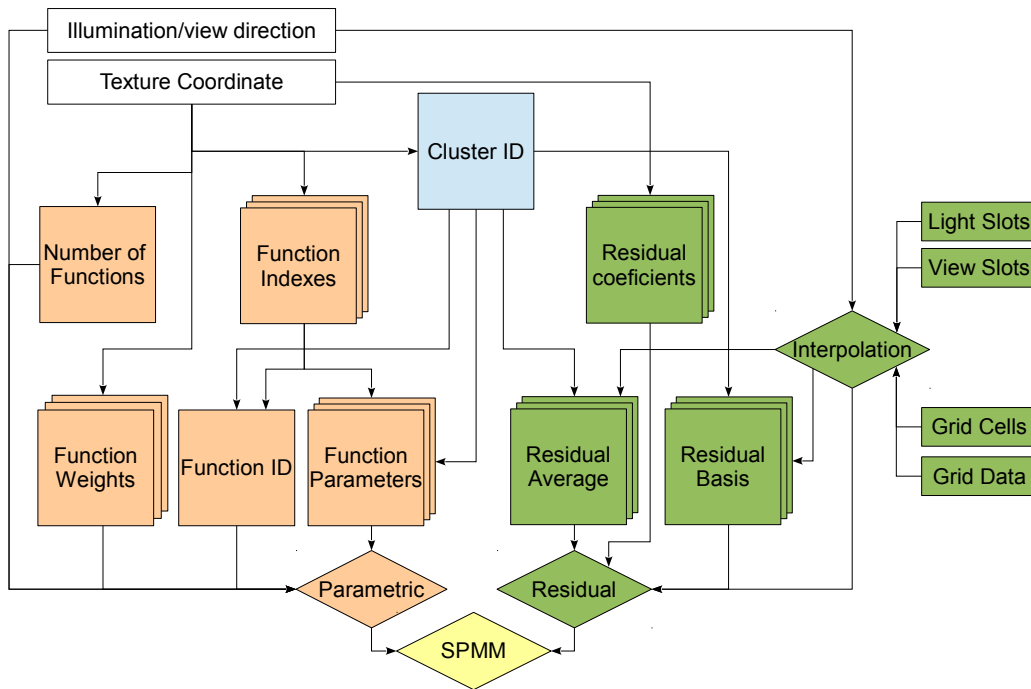 Illumination/view direction
Texture Coordinate
Cluster ID
Number of
Functions
Function
Indexes
Residual
coeficients
Light Slots
View Slots
Interpolation
Function
Weights
Function ID
Function
Parameters
Residual
Average
Residual
Basis
Grid Cells
Grid Data
Parametric
Residual
SPMM